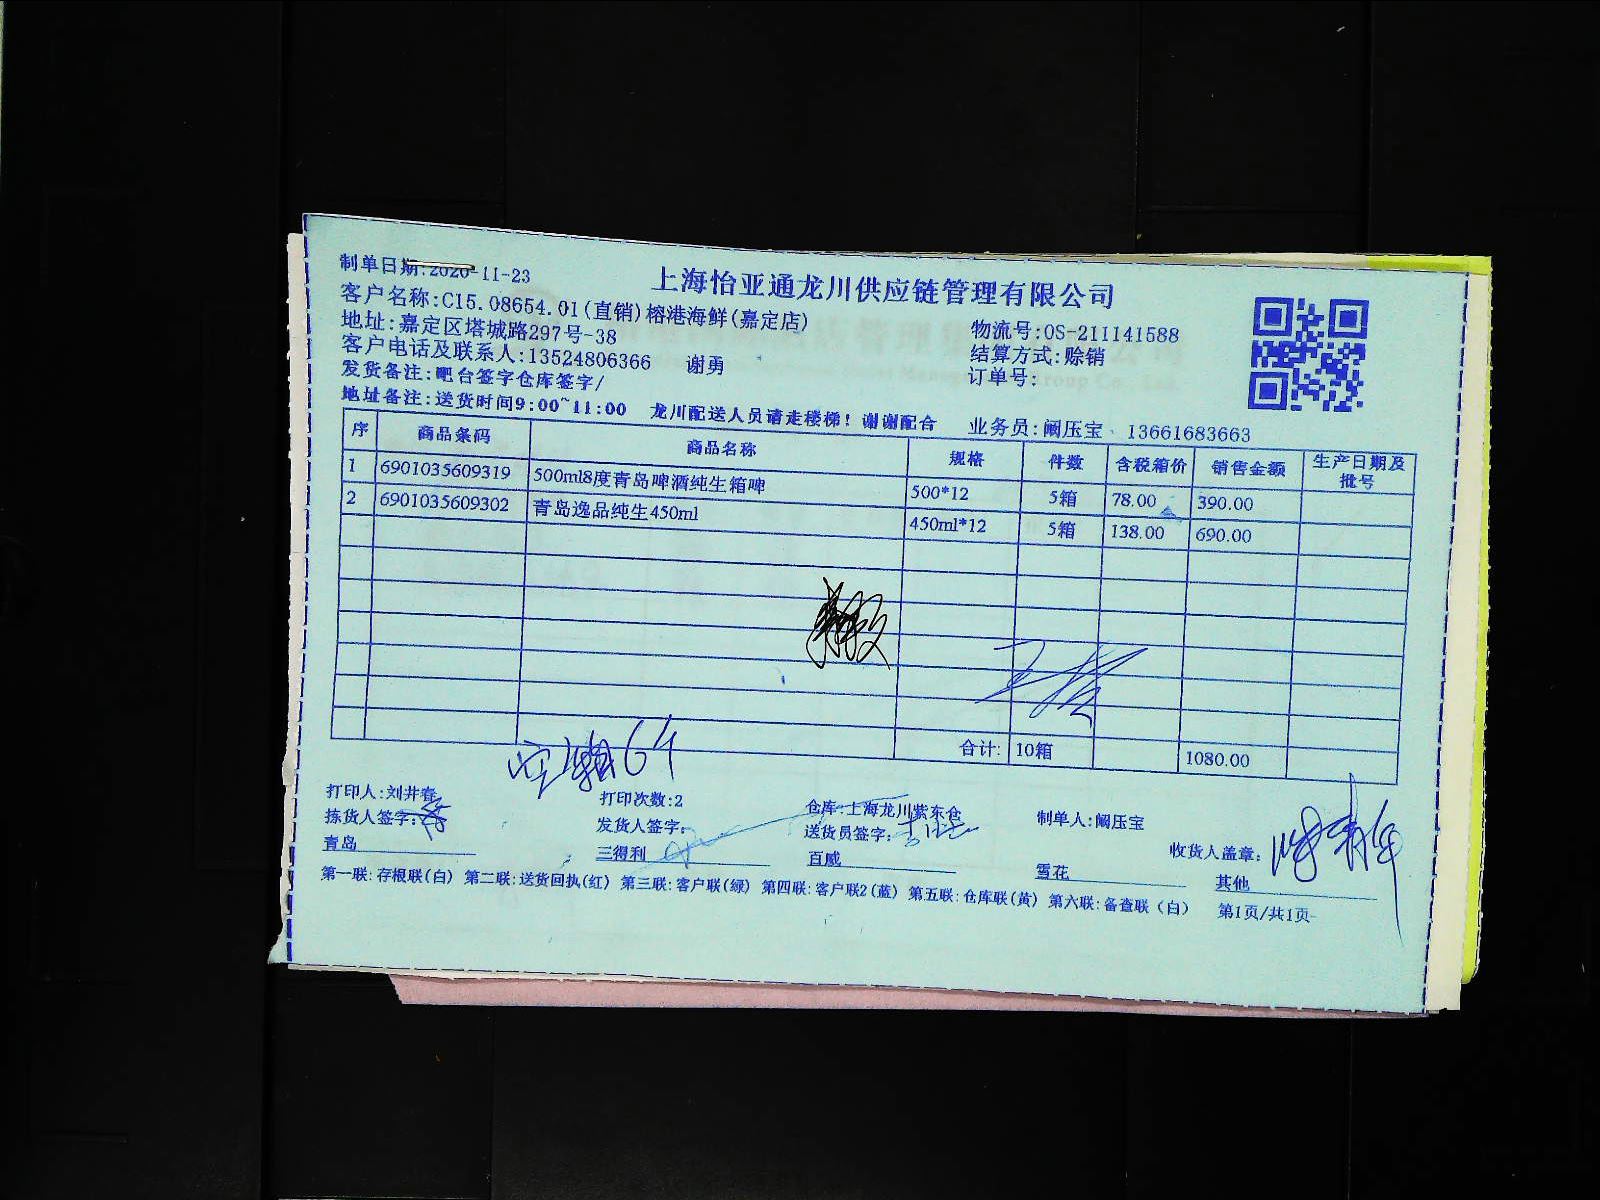 制单日期:2020-11-23
上海怡亚通龙川供应链管理有限公司
客户名称:C15.08654.01(直销)榕港海鲜(嘉定店)
地址:嘉定区塔城路297号-38
物流号:OS-211141588
客户电话及联系人:13524806366 谢勇
结算方式:赊销
发货备注:吧台签字仓库签字/
订单号:
地址备注:送货时间9:00~11:00 龙川配送人员请走楼梯！谢谢配合 业务员:阚压宝、13661683663
序 商品条码 商品名称 规格 件数 含税箱价 销售金额 生产日期及批号
1 6901035609319 500ml8度青岛啤酒纯生箱啤 500*12 5箱 78.00 390.00
2 6901035609302 青岛逸品纯生450ml 450ml*12 5箱 138.00 690.00
合计: 10箱 1080.00
空 箱 64
打印人:刘井春 打印次数:2 仓库:上海龙川紫东仓 制单人:阚压宝
拣货人签字: 发货人签字: 送货员签字: 收货人盖章:
青岛 三得利 百威 雪花 其他
第一联:存根联(白) 第二联:送货回执(红) 第三联:客户联(绿) 第四联:客户联2(蓝) 第五联:仓库联(黄) 第六联:备查联(白) 第1页/共1页